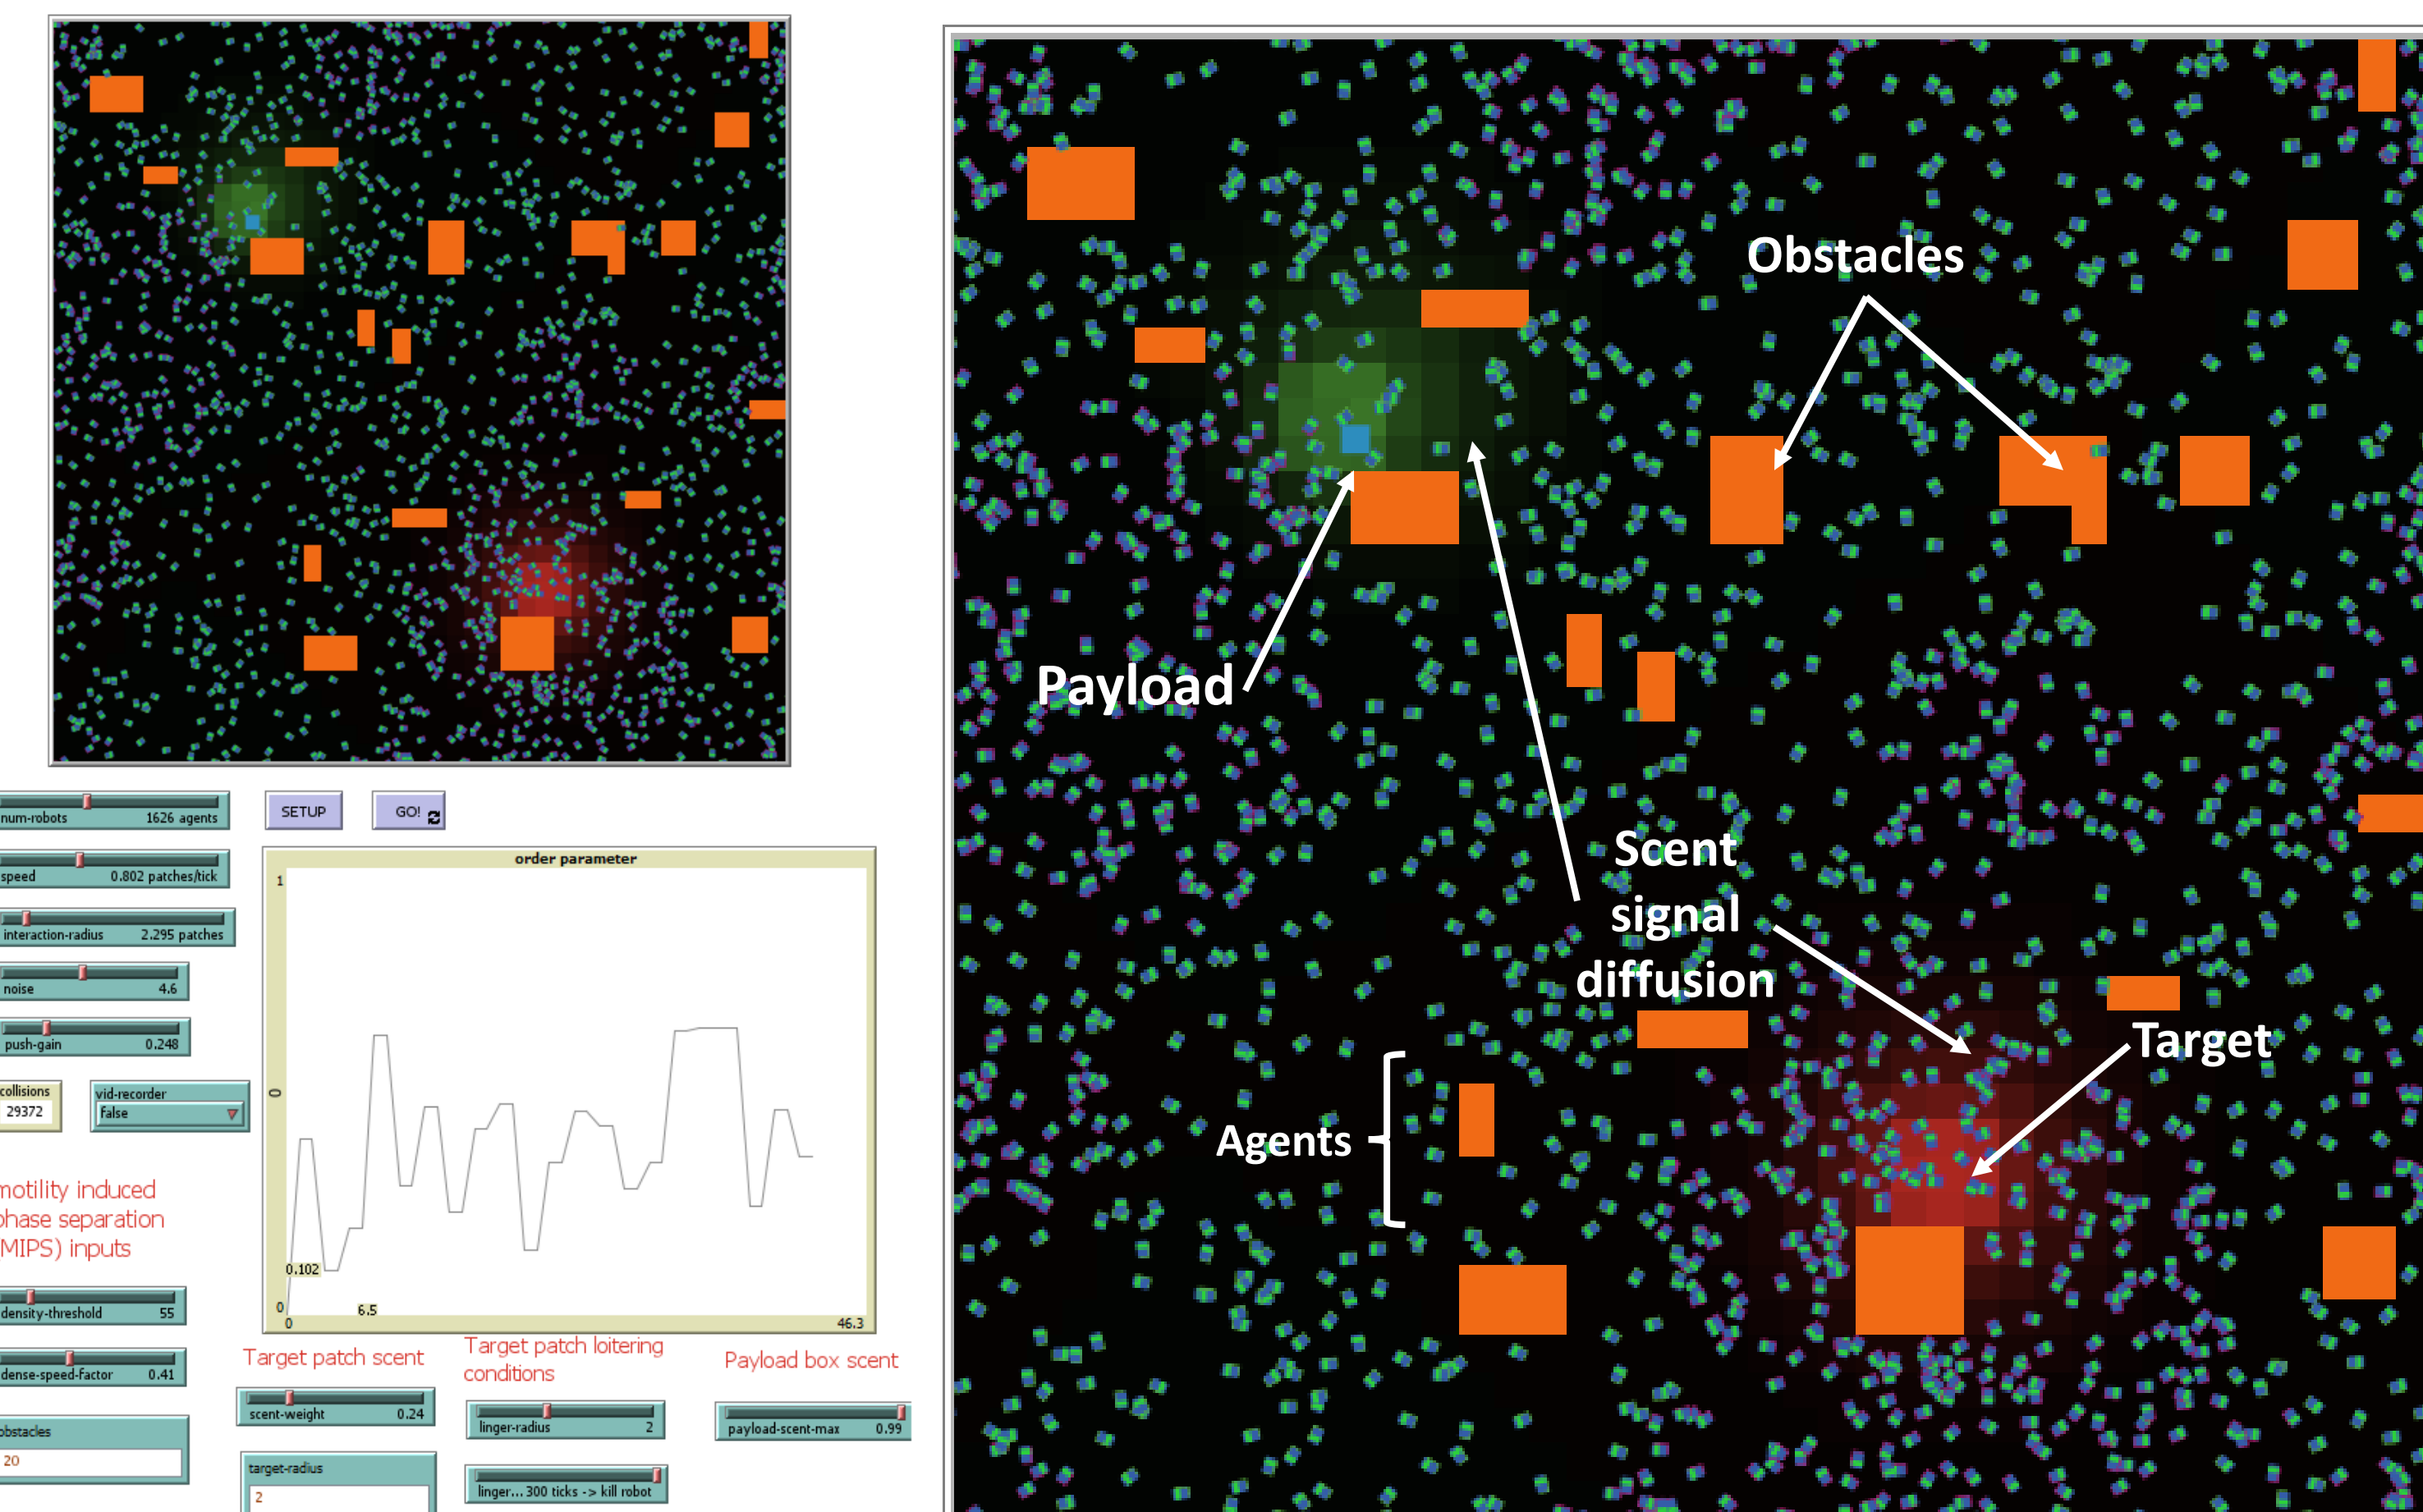 num-robots 1626 agents
SETUP
GO!
speed 0.802 patches/tick
interaction-radius 2.295 patches
noise 4.6
push-gain 0.248
collisions
29372
vid-recorder
false
order parameter
1
0
0.102
0
6.5
0
46.3
motility induced
phase separation
(MIPS) inputs
density-threshold 55
dense-speed-factor 0.41
obstacles
20
Target patch scent
scent-weight 0.24
target-radius
2
Target patch loitering
conditions
linger-radius 2
linger... 300 ticks -> kill robot
Payload box scent
payload-scent-max 0.99
Obstacles
Payload
Scent
signal
diffusion
Target
Agents